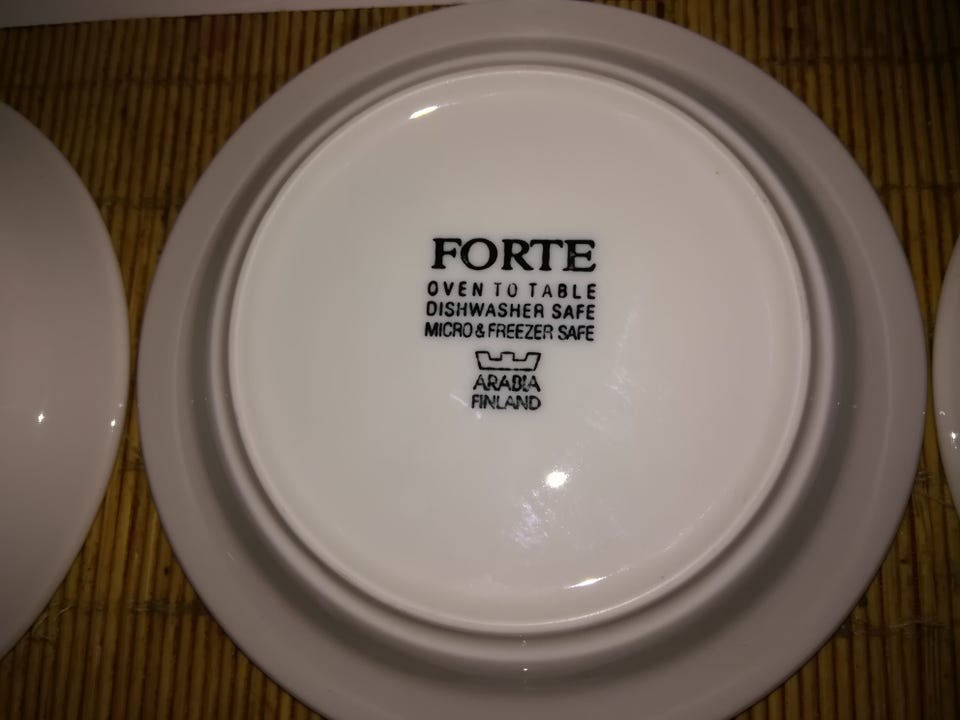 FORTE
OVEN TO TABLE
DISHWASHER SAFE
MICRO & FREEZER SAFE
ARABIA
FINLAND